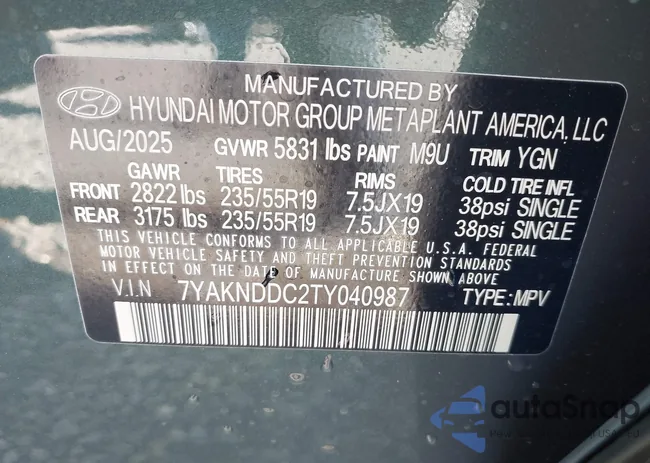 MANUFACTURED BY
HYUNDAI MOTOR GROUP METAPLANT AMERICA, LLC
AUG/2025 GVWR 5831 lbs PAINT M9U TRIM YGN
GAWR TIRES RIMS COLD TIRE INFL
FRONT 2822 lbs 235/55R19 7.5JX19 38psi SINGLE
REAR 3175 lbs 235/55R19 7.5JX19 38psi SINGLE
THIS VEHICLE CONFORMS TO ALL APPLICABLE U.S.A. FEDERAL
MOTOR VEHICLE SAFETY AND THEFT PREVENTION STANDARDS
IN EFFECT ON THE DATE OF MANUFACTURE SHOWN ABOVE
V.I.N 7YAKNDDC2TY040987 TYPE: MPV
autoSnap